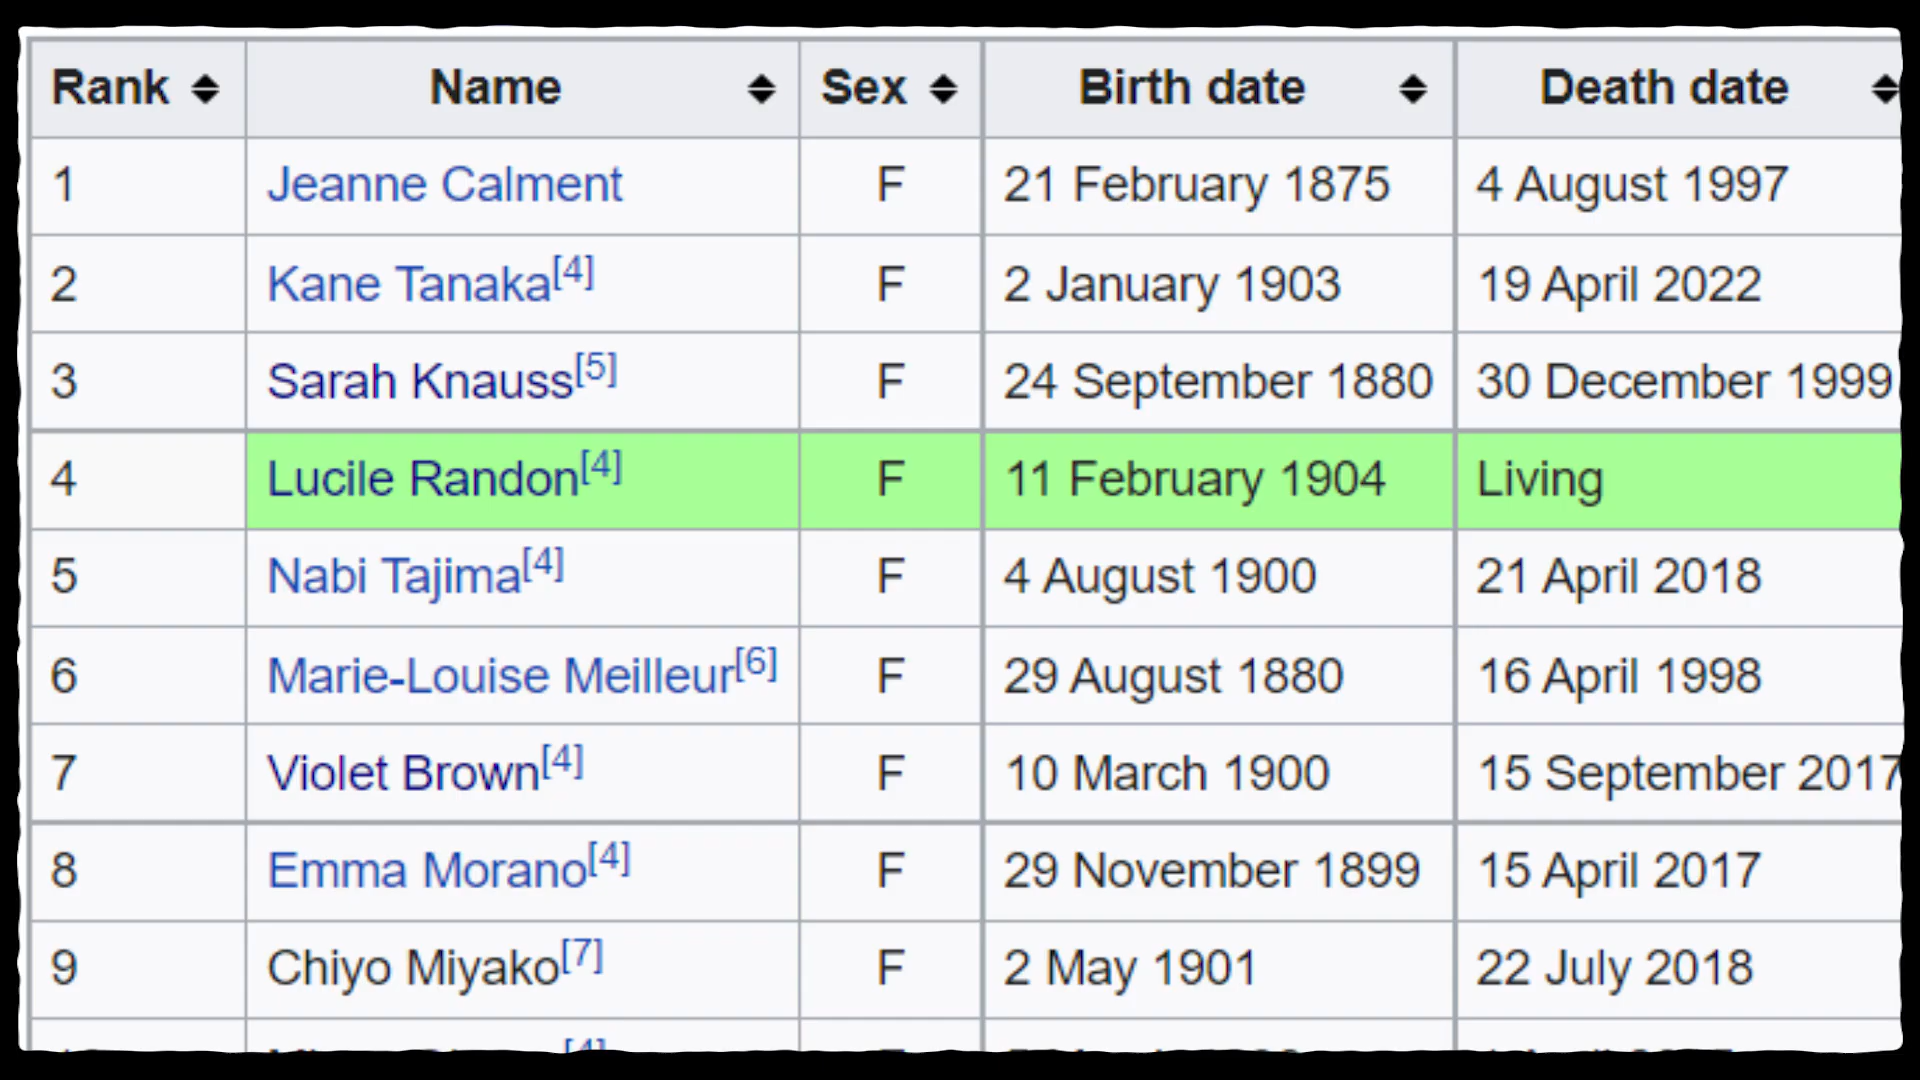 Rank Name Sex Birth date Death date
1 Jeanne Calment F 21 February 1875 4 August 1997
2 Kane Tanaka[4] F 2 January 1903 19 April 2022
3 Sarah Knauss[5] F 24 September 1880 30 December 1999
4 Lucile Randon[4] F 11 February 1904 Living
5 Nabi Tajima[4] F 4 August 1900 21 April 2018
6 Marie-Louise Meilleur[6] F 29 August 1880 16 April 1998
7 Violet Brown[4] F 10 March 1900 15 September 2017
8 Emma Morano[4] F 29 November 1899 15 April 2017
9 Chiyo Miyako[7] F 2 May 1901 22 July 2018
[4]